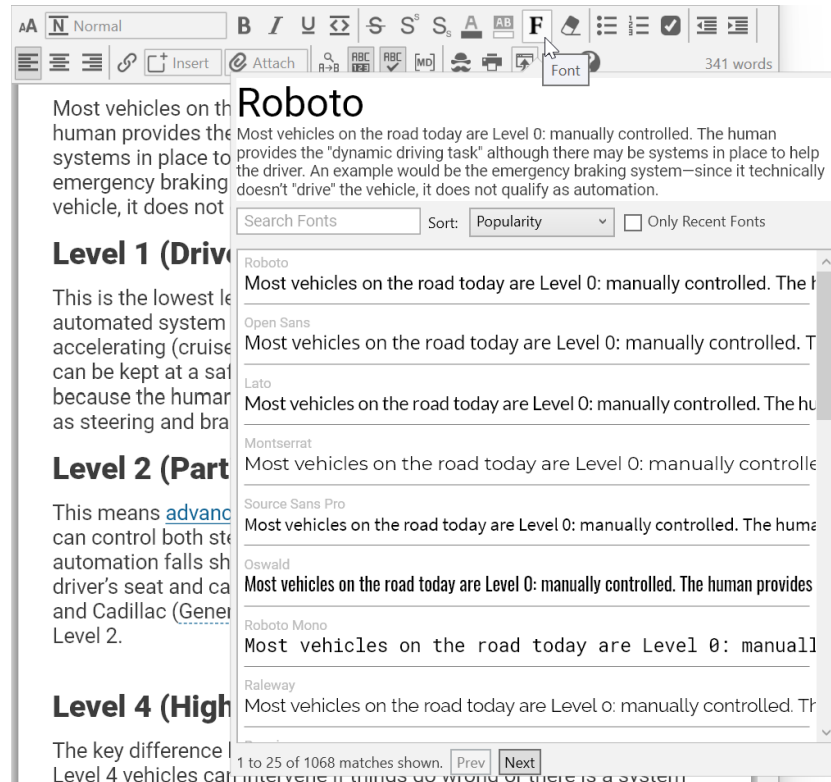 AA N Normal B I U S S S A AB F
Insert Attach A→B ABC 123 ABC MD 341 words
Font
Most vehicles on th
human provides the
systems in place to
emergency braking
vehicle, it does not
Level 1 (Driv
This is the lowest le
automated system
accelerating (cruise
can be kept at a saf
because the humar
as steering and bra
Level 2 (Part
This means advanc
can control both ste
automation falls sh
driver's seat and ca
and Cadillac (Gener
Level 2.
Level 4 (High
The key difference
Level 4 vehicles can intervene if things go wrong or there is a system
Roboto
Most vehicles on the road today are Level 0: manually controlled. The human
provides the "dynamic driving task" although there may be systems in place to help
the driver. An example would be the emergency braking system—since it technically
doesn't "drive" the vehicle, it does not qualify as automation.
Search Fonts Sort: Popularity Only Recent Fonts
Roboto
Most vehicles on the road today are Level 0: manually controlled. The h
Open Sans
Most vehicles on the road today are Level 0: manually controlled. T
Lato
Most vehicles on the road today are Level 0: manually controlled. The hu
Montserrat
Most vehicles on the road today are Level 0: manually controlle
Source Sans Pro
Most vehicles on the road today are Level 0: manually controlled. The huma
Oswald
Most vehicles on the road today are Level 0: manually controlled. The human provides
Roboto Mono
Most vehicles on the road today are Level 0: manuall
Raleway
Most vehicles on the road today are Level 0: manually controlled. Th
1 to 25 of 1068 matches shown. Prev Next